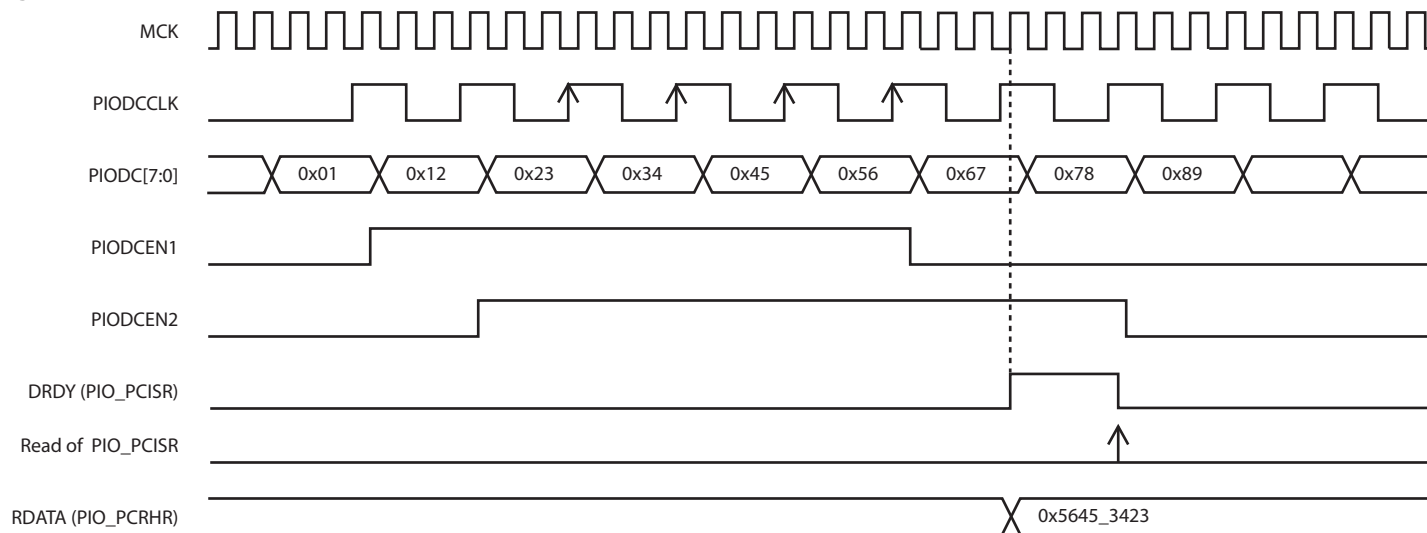 MCK
PIODCCLK
PIODC[7:0] 0x01 0x12 0x23 0x34 0x45 0x56 0x67 0x78 0x89
PIODCEN1
PIODCEN2
DRDY (PIO_PCISR)
Read of PIO_PCISR
RDATA (PIO_PCRHR) 0x5645_3423